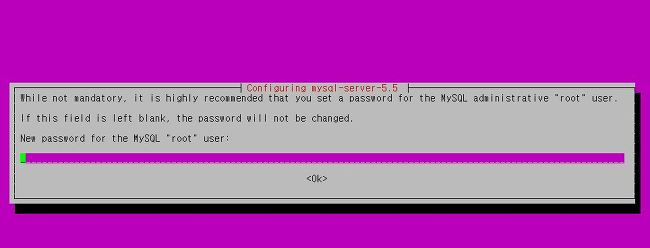 Configuring mysql-server-5.5
While not mandatory, it is highly recommended that you set a password for the MySQL administrative "root" user.
If this field is left blank, the password will not be changed.
New password for the MySQL "root" user:
<Ok>